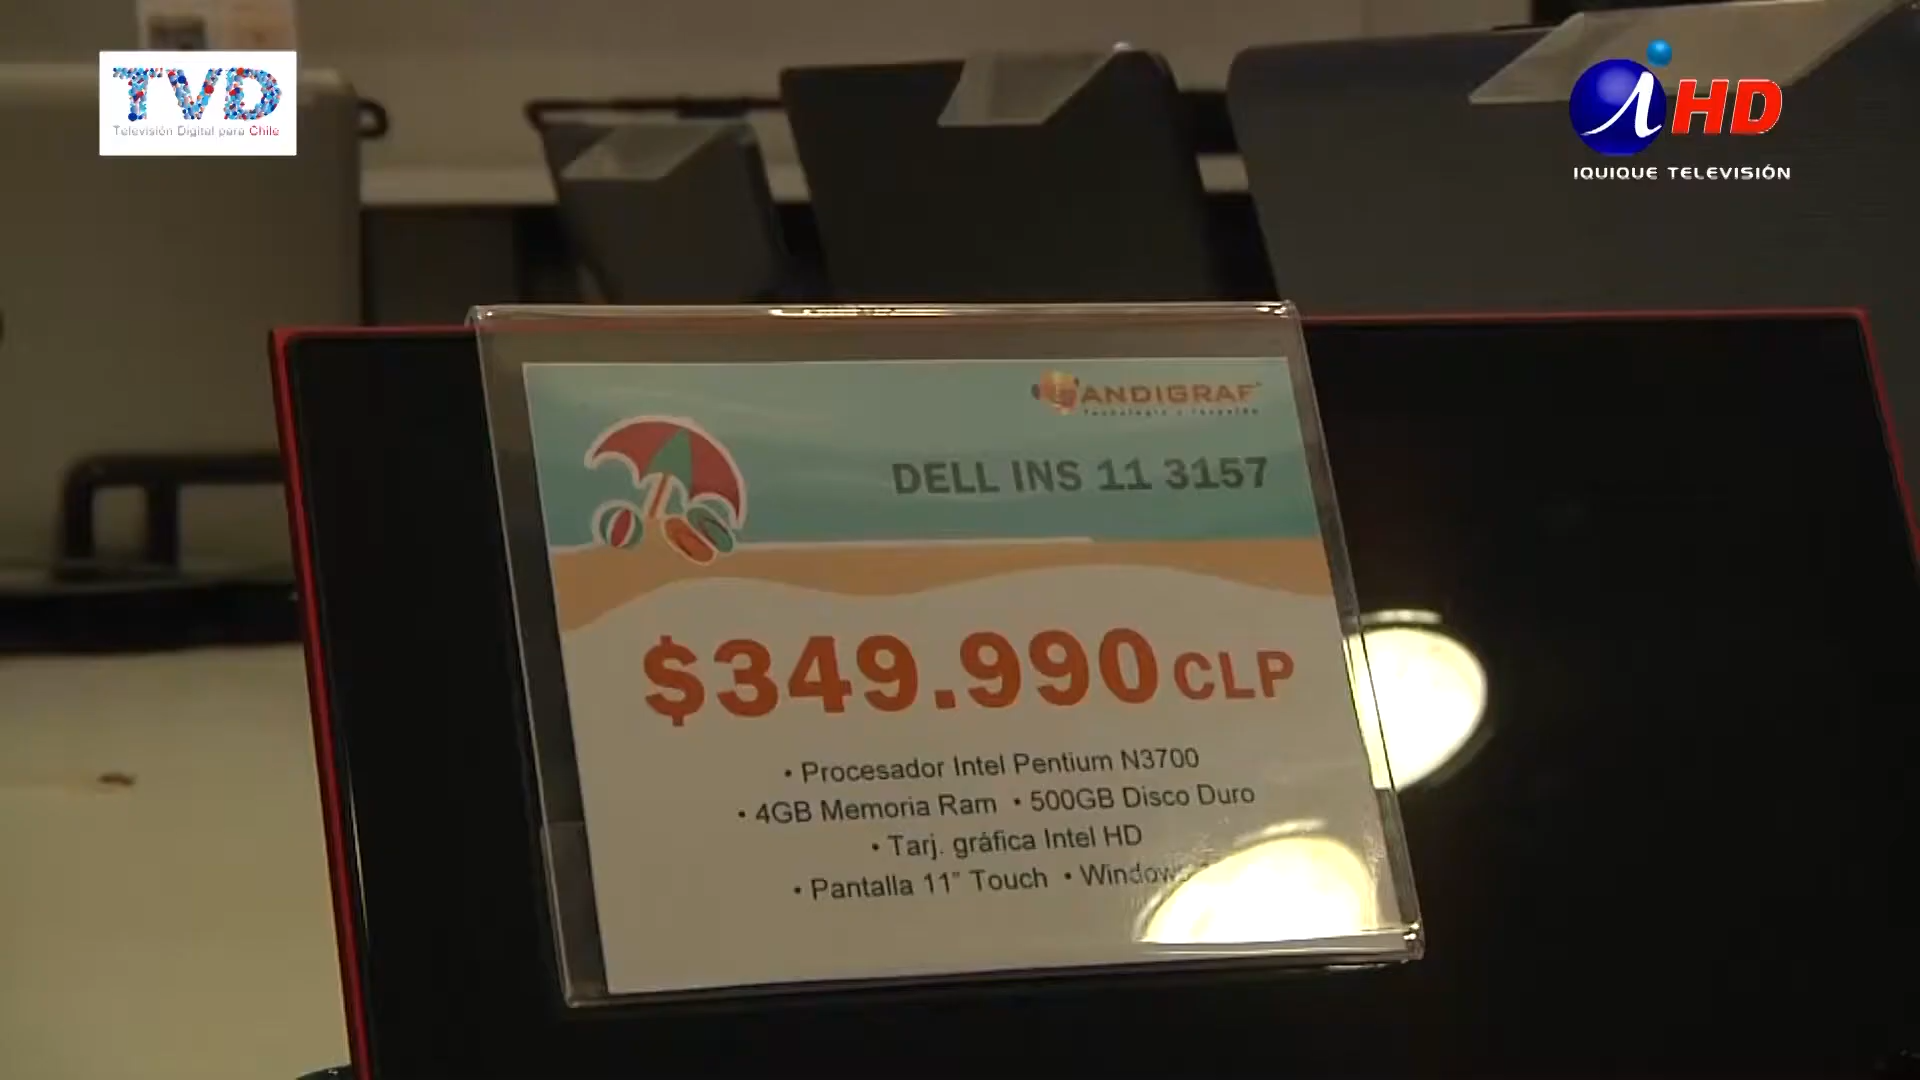 TVD
Televisión Digital para Chile
HD
IQUIQUE TELEVISIÓN
ANDIGRAF
DELL INS 11 3157
$349.990 CLP
• Procesador Intel Pentium N3700
• 4GB Memoria Ram • 500GB Disco Duro
• Tarj. gráfica Intel HD
• Pantalla 11" Touch • Windows